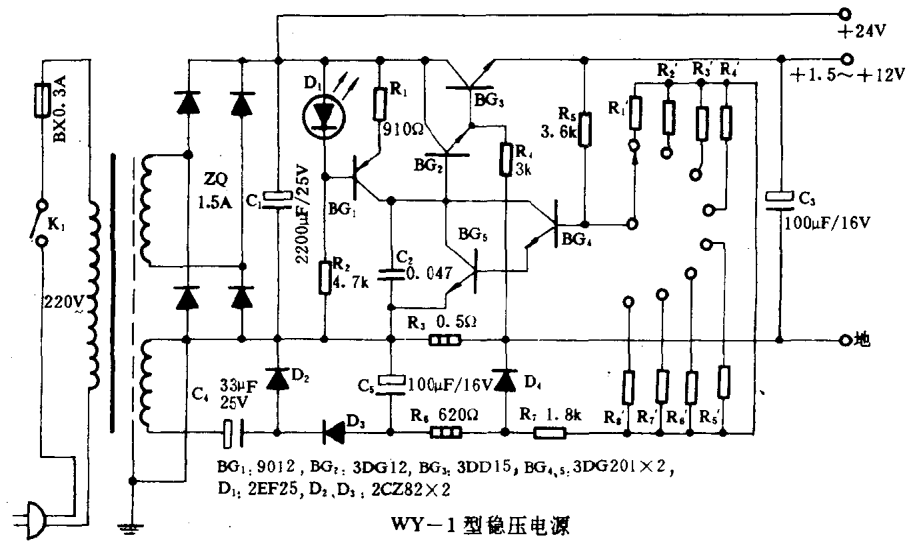 +24V
+1.5～+12V
BX0.3A
D₁
R₁
910Ω
BG₃
R₅
3.6k
R₁′
R₂′
R₃′
R₄′
BG₂
R₄
3k
ZQ
1.5A
C₁
2200μF/25V
BG₁
K₁
BG₅
BG₄
C₃
100μF/16V
R₂
4.7k
C₂
0.047
220V
～
R₃ 0.5Ω
地
C₄
33μF
25V
D₂
C₅
100μF/16V
D₄
D₃
R₆ 620Ω
R₇ 1.8k
R₈′
R₇′
R₆′
R₅′
BG₁: 9012, BG₂: 3DG12, BG₃: 3DD15, BG₄,₅: 3DG201×2,
D₁: 2EF25, D₂、D₃: 2CZ82×2
WY－1型稳压电源